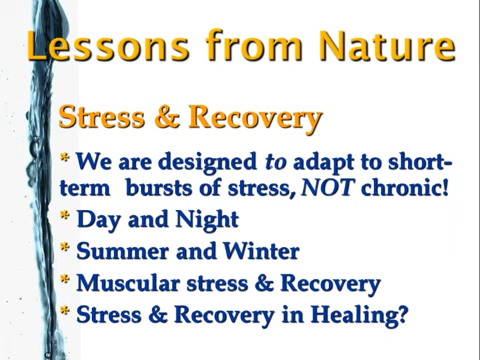 Lessons from Nature
Stress & Recovery
* We are designed to adapt to short-
term bursts of stress, NOT chronic!
* Day and Night
* Summer and Winter
* Muscular stress & Recovery
* Stress & Recovery in Healing?